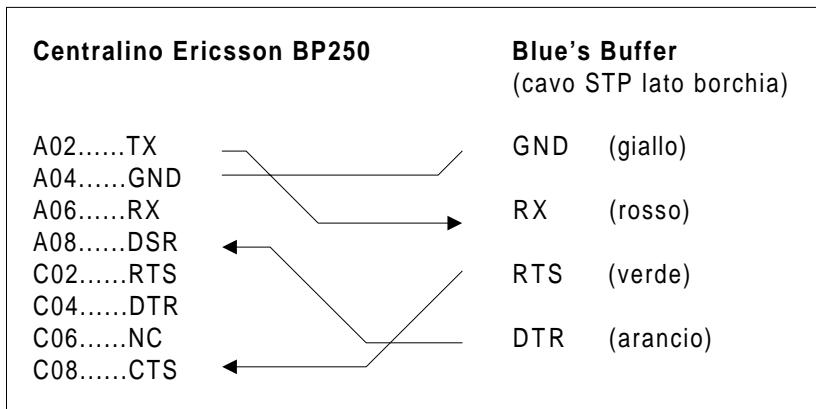 Centralino Ericsson BP250
A02......TX
A04......GND
A06......RX
A08......DSR
C02......RTS
C04......DTR
C06......NC
C08......CTS
Blue's Buffer
(cavo STP lato borchia)
GND (giallo)
RX (rosso)
RTS (verde)
DTR (arancio)